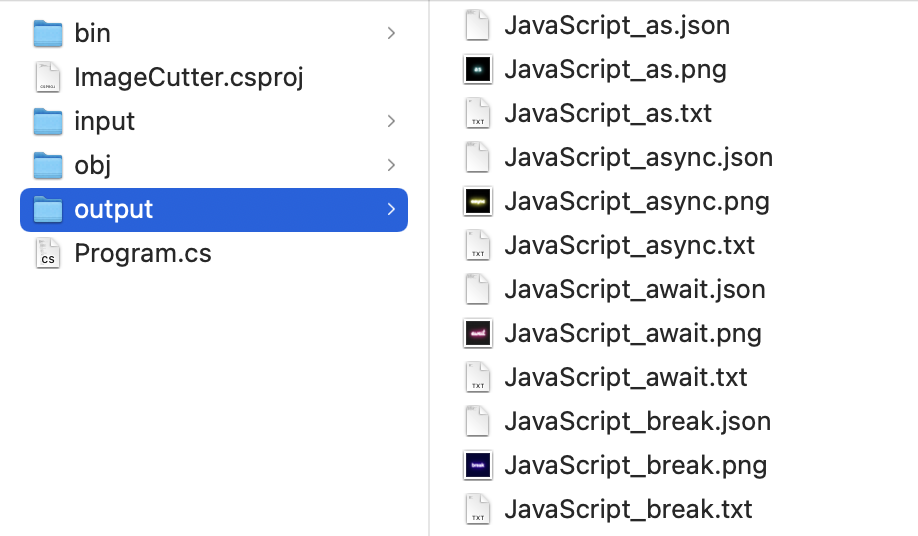 bin
ImageCutter.csproj
input
obj
output
Program.cs
JavaScript_as.json
JavaScript_as.png
JavaScript_as.txt
JavaScript_async.json
JavaScript_async.png
JavaScript_async.txt
JavaScript_await.json
JavaScript_await.png
JavaScript_await.txt
JavaScript_break.json
JavaScript_break.png
JavaScript_break.txt